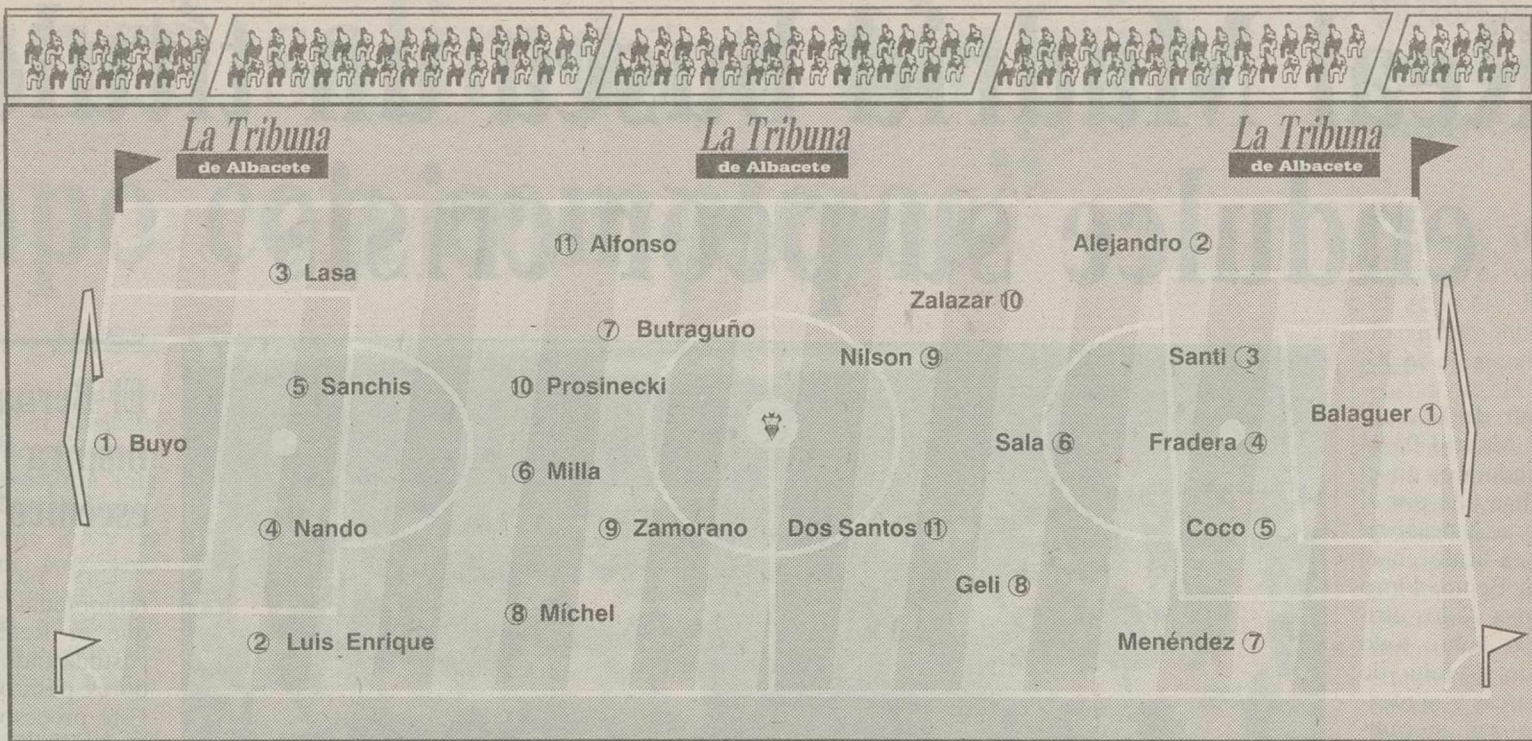 La Tribuna
de Albacete
La Tribuna
de Albacete
La Tribuna
de Albacete
① Buyo
③ Lasa
⑤ Sanchis
④ Nando
② Luis Enrique
⑪ Alfonso
⑦ Butragueño
⑩ Prosinecki
⑥ Milla
⑨ Zamorano
⑧ Míchel
Nilson ⑨
Dos Santos ⑪
Zalazar ⑩
Sala ⑥
Geli ⑧
Alejandro ②
Santi ③
Fradera ④
Coco ⑤
Menéndez ⑦
Balaguer ①